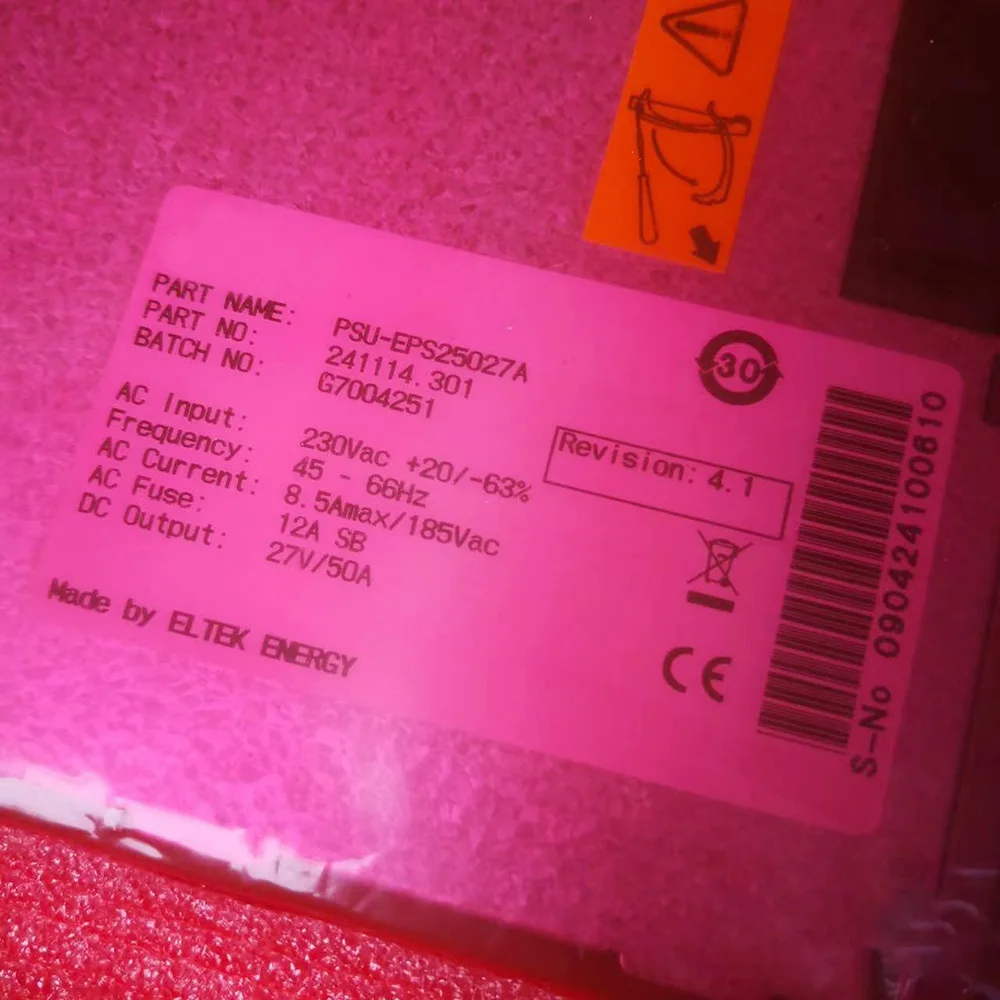 PART NAME: PSU-EPS25027A
PART NO: 241114.301
BATCH NO: G7004251
AC Input: 230Vac +20/-63%
Frequency: 45 - 66Hz
AC Current: 8.5Amax/185Vac
AC Fuse: 12A SB
DC Output: 27V/50A
Made by ELTEK ENERGY
30
Revision: 4.1
CE
S-No 090424100610